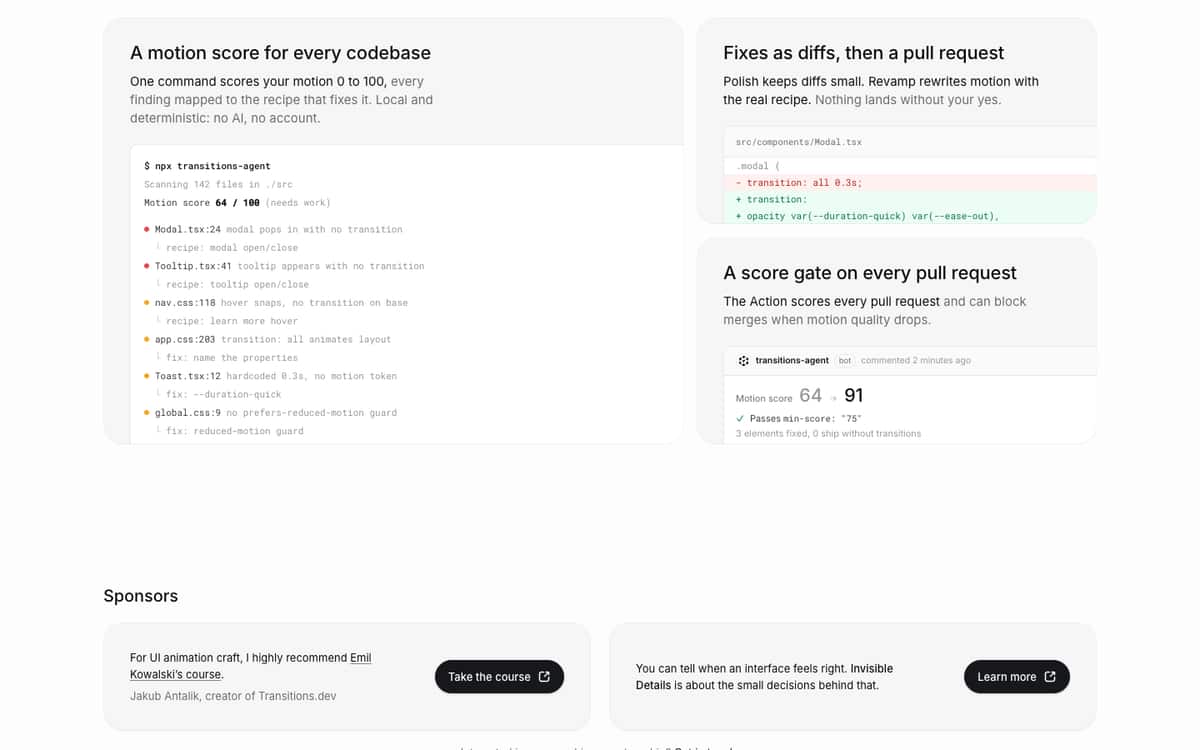 A motion score for every codebase
One command scores your motion 0 to 100, every
finding mapped to the recipe that fixes it. Local and
deterministic: no AI, no account.
$ npx transitions-agent
Scanning 142 files in ./src
Motion score 64 / 100 (needs work)
Modal.tsx:24 modal pops in with no transition
└ recipe: modal open/close
Tooltip.tsx:41 tooltip appears with no transition
└ recipe: tooltip open/close
nav.css:118 hover snaps, no transition on base
└ recipe: learn more hover
app.css:203 transition: all animates layout
└ fix: name the properties
Toast.tsx:12 hardcoded 0.3s, no motion token
└ fix: --duration-quick
global.css:9 no prefers-reduced-motion guard
└ fix: reduced-motion guard
Fixes as diffs, then a pull request
Polish keeps diffs small. Revamp rewrites motion with
the real recipe. Nothing lands without your yes.
src/components/Modal.tsx
.modal {
- transition: all 0.3s;
+ transition:
+ opacity var(--duration-quick) var(--ease-out),
A score gate on every pull request
The Action scores every pull request and can block
merges when motion quality drops.
transitions-agent bot commented 2 minutes ago
Motion score 64 → 91
✓ Passes min-score: "75"
3 elements fixed, 0 ship without transitions
Sponsors
For UI animation craft, I highly recommend Emil
Kowalski's course.
Jakub Antalik, creator of Transitions.dev
Take the course
You can tell when an interface feels right. Invisible
Details is about the small decisions behind that.
Learn more